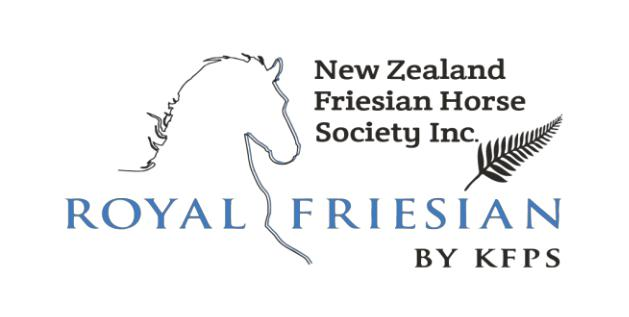 New Zealand
Friesian Horse
Society Inc.
ROYAL FRIESIAN
BY KFPS